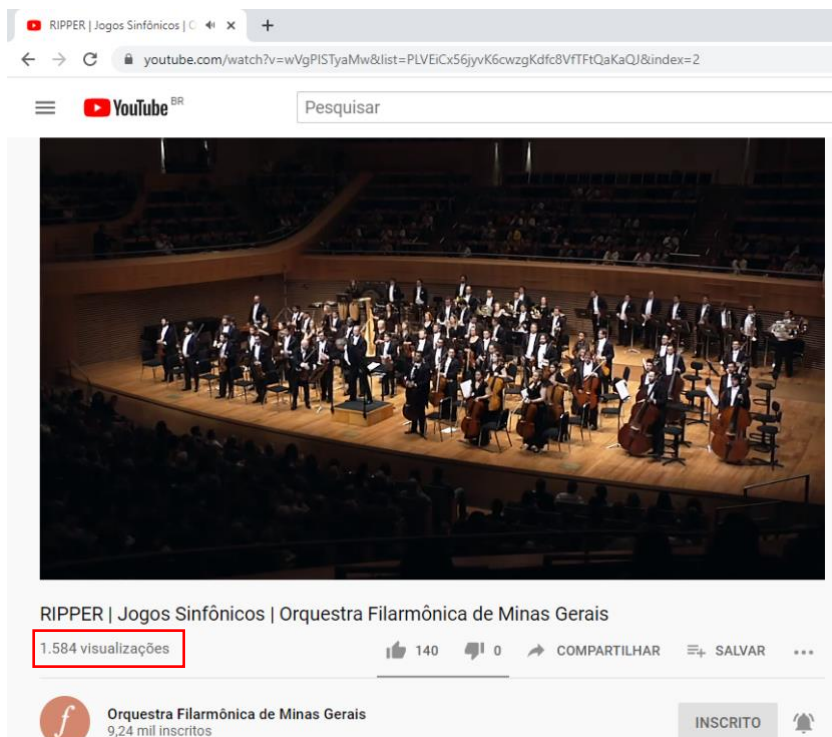 RIPPER | Jogos Sinfônicos | O
youtube.com/watch?v=wVgPISTyaMw&list=PLVEiCx56jyvK6cwzgKdfc8VfTFtQaKaQJ&index=2
YouTube BR
Pesquisar
RIPPER | Jogos Sinfônicos | Orquestra Filarmônica de Minas Gerais
1.584 visualizações 140 0 COMPARTILHAR SALVAR
Orquestra Filarmônica de Minas Gerais
9,24 mil inscritos
INSCRITO